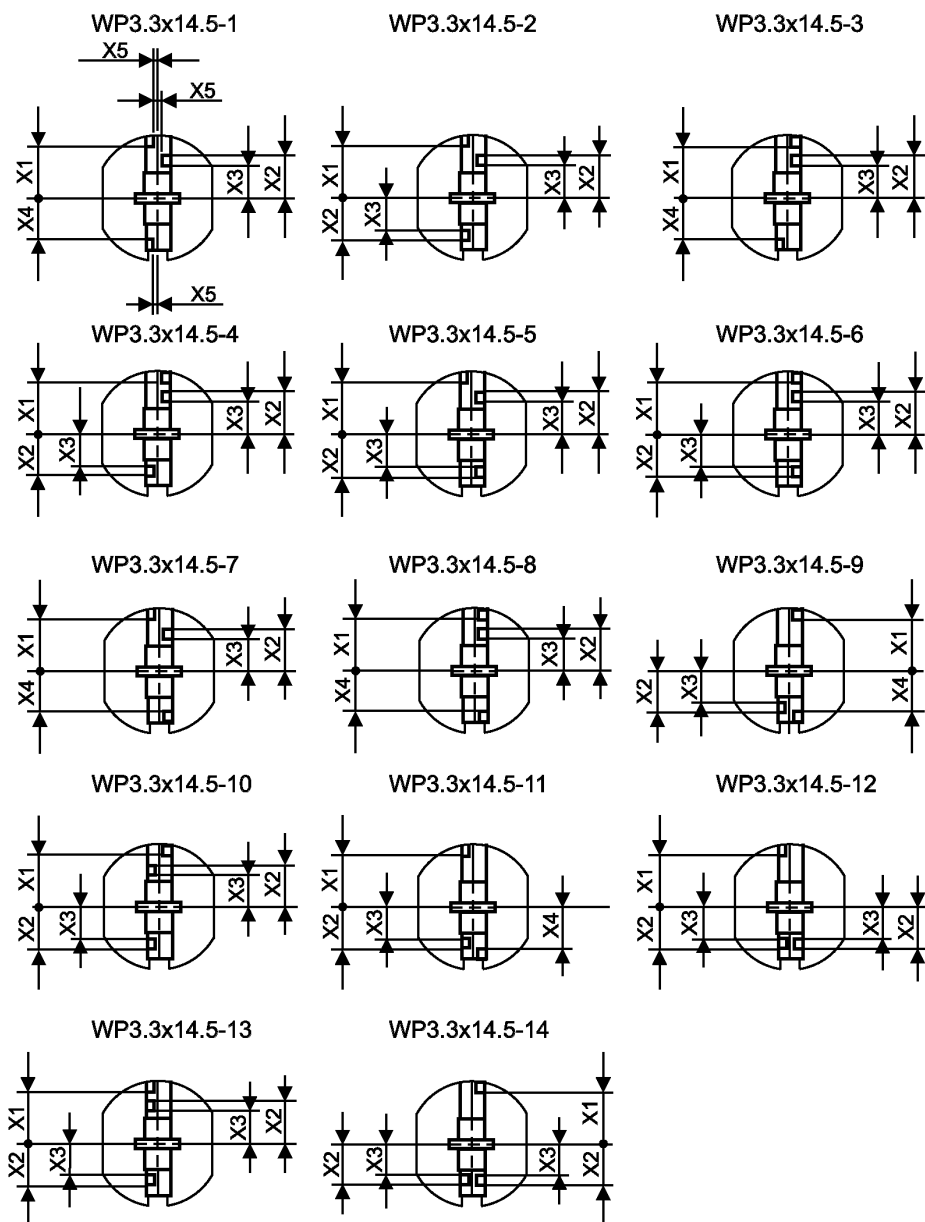 WP3.3x14.5-1 WP3.3x14.5-2 WP3.3x14.5-3
X5
X5
X1 X3 X2 X1 X3 X2 X1 X3 X2
X4 X2 X3 X4
X5
WP3.3x14.5-4 WP3.3x14.5-5 WP3.3x14.5-6
X1 X3 X2 X1 X3 X2 X1 X3 X2
X2 X3 X2 X3 X2 X3
WP3.3x14.5-7 WP3.3x14.5-8 WP3.3x14.5-9
X1 X3 X2 X1 X3 X2 X1
X4 X4 X2 X3 X4
WP3.3x14.5-10 WP3.3x14.5-11 WP3.3x14.5-12
X1 X3 X2 X1 X1
X2 X3 X2 X3 X4 X2 X3 X3 X2
WP3.3x14.5-13 WP3.3x14.5-14
X1 X3 X2 X1
X2 X3 X2 X3 X3 X2